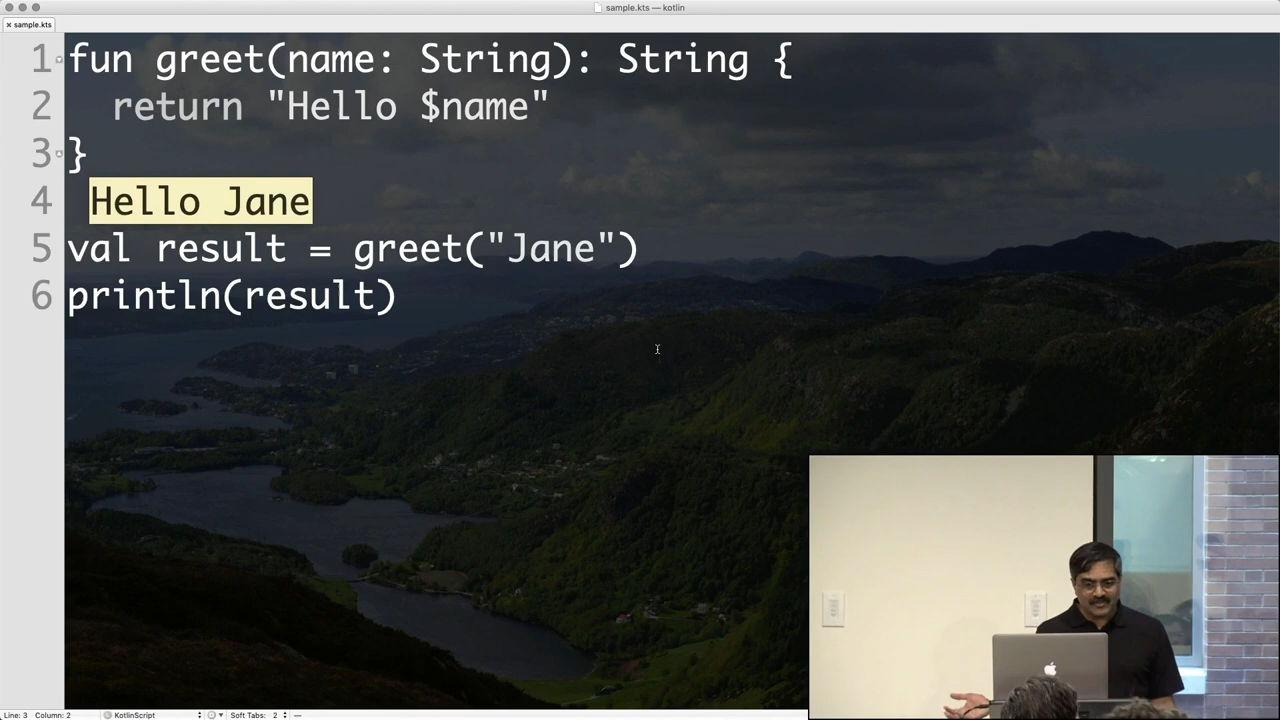 sample.kts — kotlin
× sample.kts
1 fun greet(name: String): String {
2 return "Hello $name"
3 }
4 Hello Jane
5 val result = greet("Jane")
6 println(result)
Line: 3 Column: 2 KotlinScript Soft Tabs: 2 —